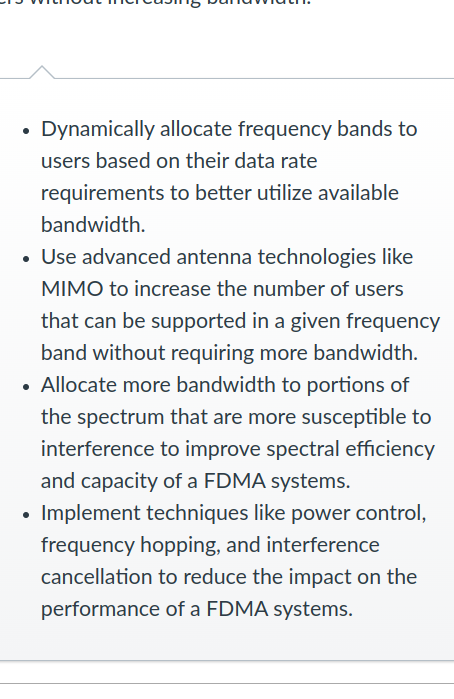 without increasing bandwidth.
Dynamically allocate frequency bands to
users based on their data rate
requirements to better utilize available
bandwidth.
Use advanced antenna technologies like
MIMO to increase the number of users
that can be supported in a given frequency
band without requiring more bandwidth.
Allocate more bandwidth to portions of
the spectrum that are more susceptible to
interference to improve spectral efficiency
and capacity of a FDMA systems.
Implement techniques like power control,
frequency hopping, and interference
cancellation to reduce the impact on the
performance of a FDMA systems.